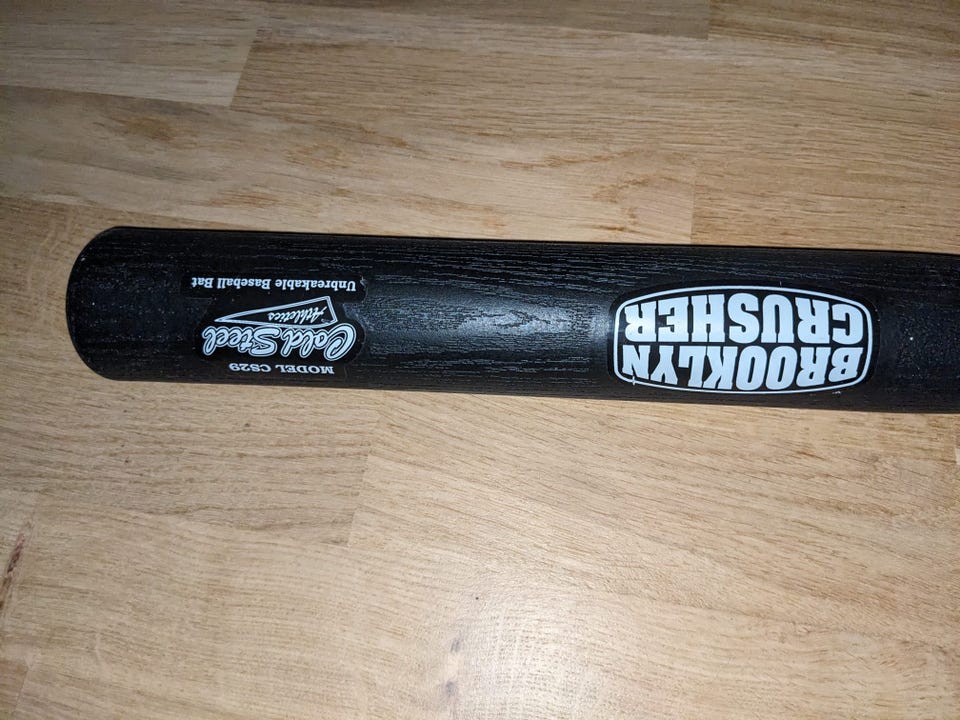 BROOKLYN
CRUSHER
MODEL CS29
Cold Steel
Athletics
Unbreakable Baseball Bat